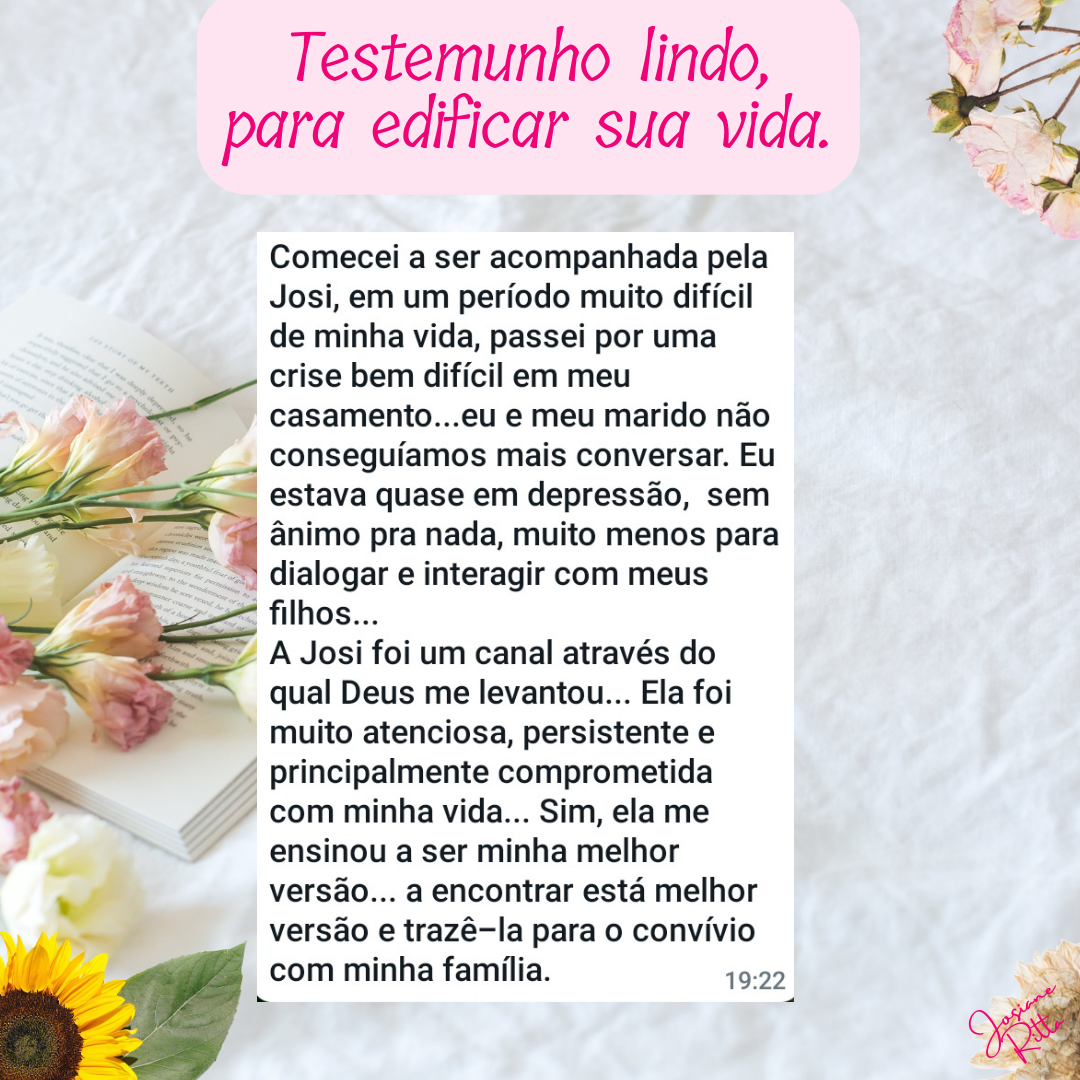 Testemunho lindo,
para edificar sua vida.
Comecei a ser acompanhada pela
Josi, em um período muito difícil
de minha vida, passei por uma
crise bem difícil em meu
casamento...eu e meu marido não
conseguíamos mais conversar. Eu
estava quase em depressão,  sem
ânimo pra nada, muito menos para
dialogar e interagir com meus
filhos...
A Josi foi um canal através do
qual Deus me levantou... Ela foi
muito atenciosa, persistente e
principalmente comprometida
com minha vida... Sim, ela me
ensinou a ser minha melhor
versão... a encontrar está melhor
versão e trazê–la para o convívio
com minha família.
19:22
Josiane
Ritta